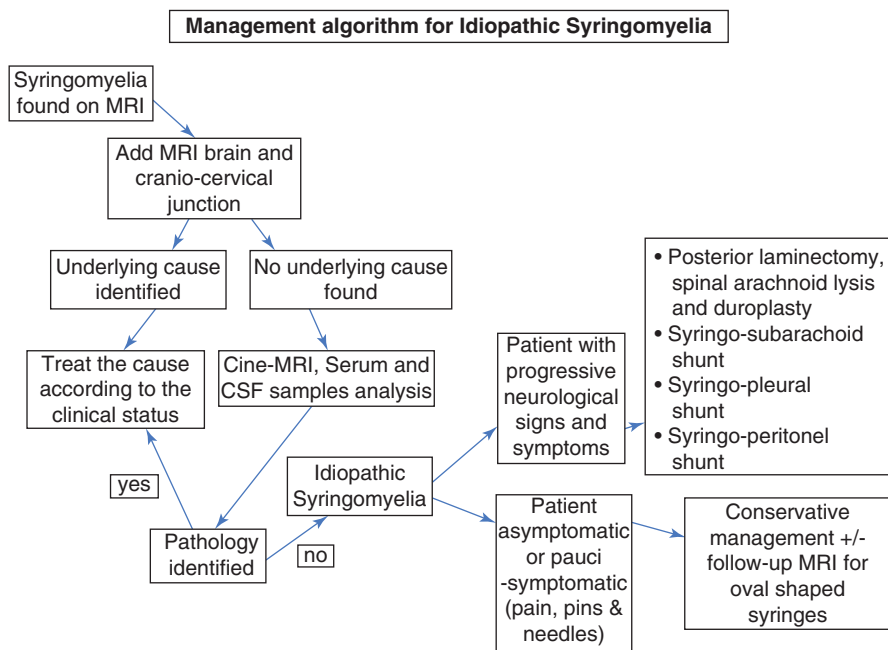 Management algorithm for Idiopathic Syringomyelia
Syringomyelia
found on MRI
Add MRI brain and
cranio-cervical
junction
Underlying cause
identified
No underlying cause
found
Treat the cause
according to the
clinical status
Cine-MRI, Serum and
CSF samples analysis
yes
Pathology
identified
no
Idiopathic
Syringomyelia
Patient with
progressive
neurological
signs and
symptoms
• Posterior laminectomy,
spinal arachnoid lysis
and duroplasty
• Syringo-subarachoid
shunt
• Syringo-pleural
shunt
• Syringo-peritonel
shunt
Patient
asymptomatic
or pauci
-symptomatic
(pain, pins &
needles)
Conservative
management +/-
follow-up MRI for
oval shaped
syringes